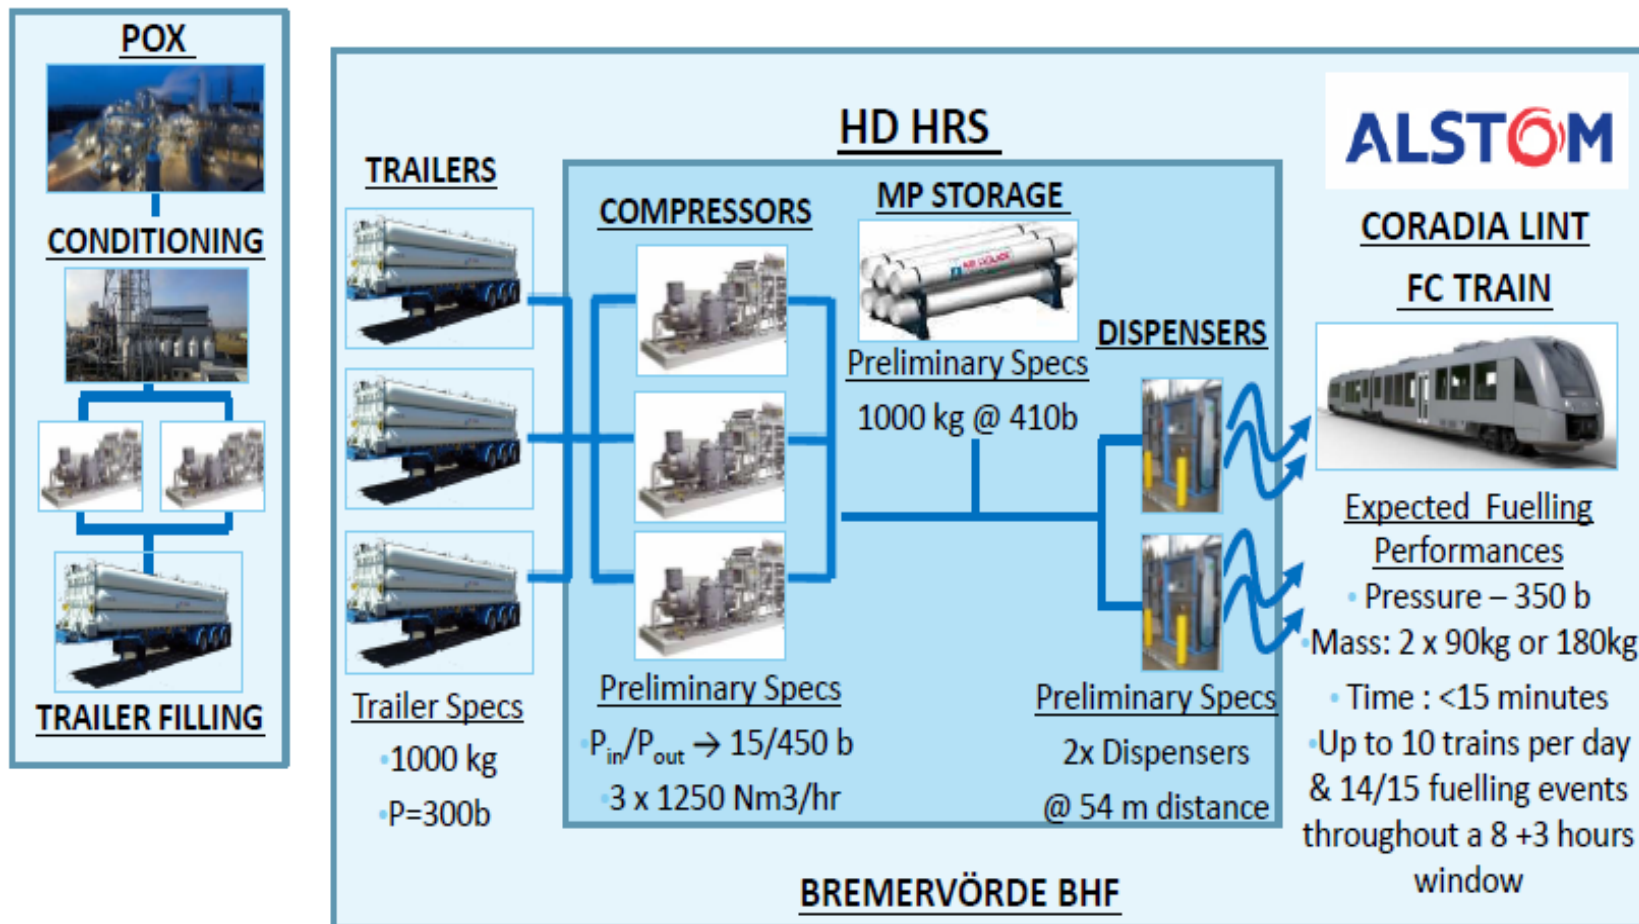 POX
CONDITIONING
TRAILER FILLING
TRAILERS
Trailer Specs
•1000 kg
•P=300b
HD HRS
COMPRESSORS
Preliminary Specs
•Pin/Pout → 15/450 b
•3 x 1250 Nm3/hr
MP STORAGE
Preliminary Specs
1000 kg @ 410b
DISPENSERS
Preliminary Specs
2x Dispensers
@ 54 m distance
ALSTOM
CORADIA LINT
FC TRAIN
Expected Fuelling
Performances
• Pressure – 350 b
•Mass: 2 x 90kg or 180kg
• Time : <15 minutes
•Up to 10 trains per day
& 14/15 fuelling events
throughout a 8 +3 hours
window
BREMERVÖRDE BHF